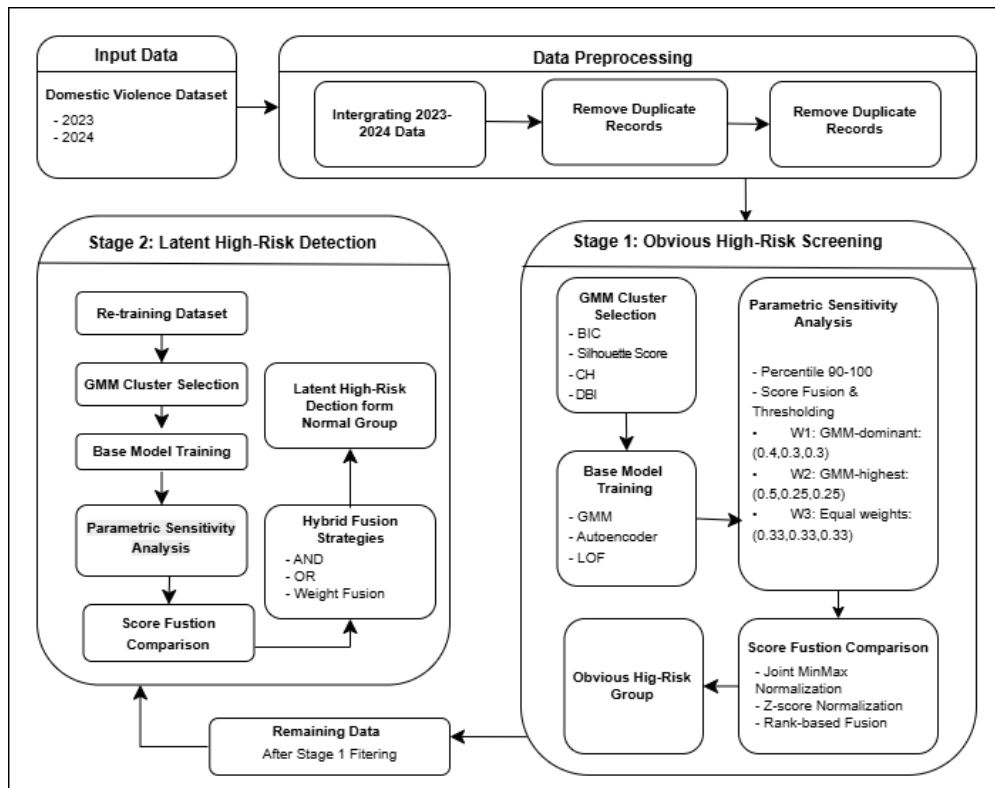 Input Data
Domestic Violence Dataset
- 2023
- 2024
Data Preprocessing
Intergrating 2023-
2024 Data
Remove Duplicate
Records
Remove Duplicate
Records
Stage 1: Obvious High-Risk Screening
GMM Cluster
Selection
- BIC
- Silhouette Score
- CH
- DBI
Base Model
Training
- GMM
- Autoencoder
- LOF
Parametric Sensitivity
Analysis
- Percentile 90-100
- Score Fusion &
Thresholding
• W1: GMM-dominant:
(0.4,0.3,0.3)
• W2: GMM-highest:
(0.5,0.25,0.25)
• W3: Equal weights:
(0.33,0.33,0.33)
Score Fustion Comparison
- Joint MinMax
Normalization
- Z-score Normalization
- Rank-based Fusion
Obvious Hig-Risk
Group
Remaining Data
After Stage 1 Fitering
Stage 2: Latent High-Risk Detection
Re-training Dataset
GMM Cluster Selection
Base Model Training
Parametric Sensitivity
Analysis
Score Fustion
Comparison
Hybrid Fusion
Strategies
- AND
- OR
- Weight Fusion
Latent High-Risk
Dection form
Normal Group